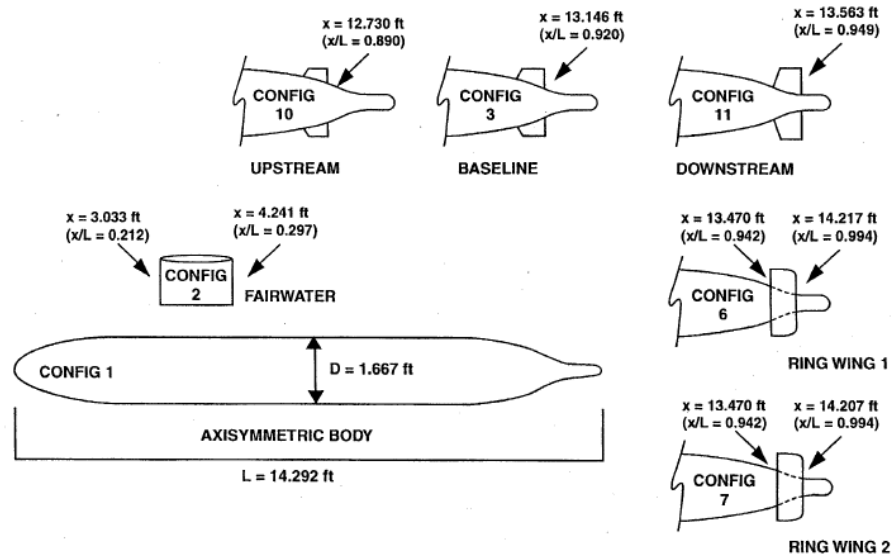 x = 12.730 ft
(x/L = 0.890)
CONFIG
10
UPSTREAM
x = 13.146 ft
(x/L = 0.920)
CONFIG
3
BASELINE
x = 13.563 ft
(x/L = 0.949)
CONFIG
11
DOWNSTREAM
x = 3.033 ft
(x/L = 0.212)
x = 4.241 ft
(x/L = 0.297)
CONFIG
2
FAIRWATER
x = 13.470 ft
(x/L = 0.942)
x = 14.217 ft
(x/L = 0.994)
CONFIG
6
RING WING 1
CONFIG 1
D = 1.667 ft
AXISYMMETRIC BODY
L = 14.292 ft
x = 13.470 ft
(x/L = 0.942)
x = 14.207 ft
(x/L = 0.994)
CONFIG
7
RING WING 2